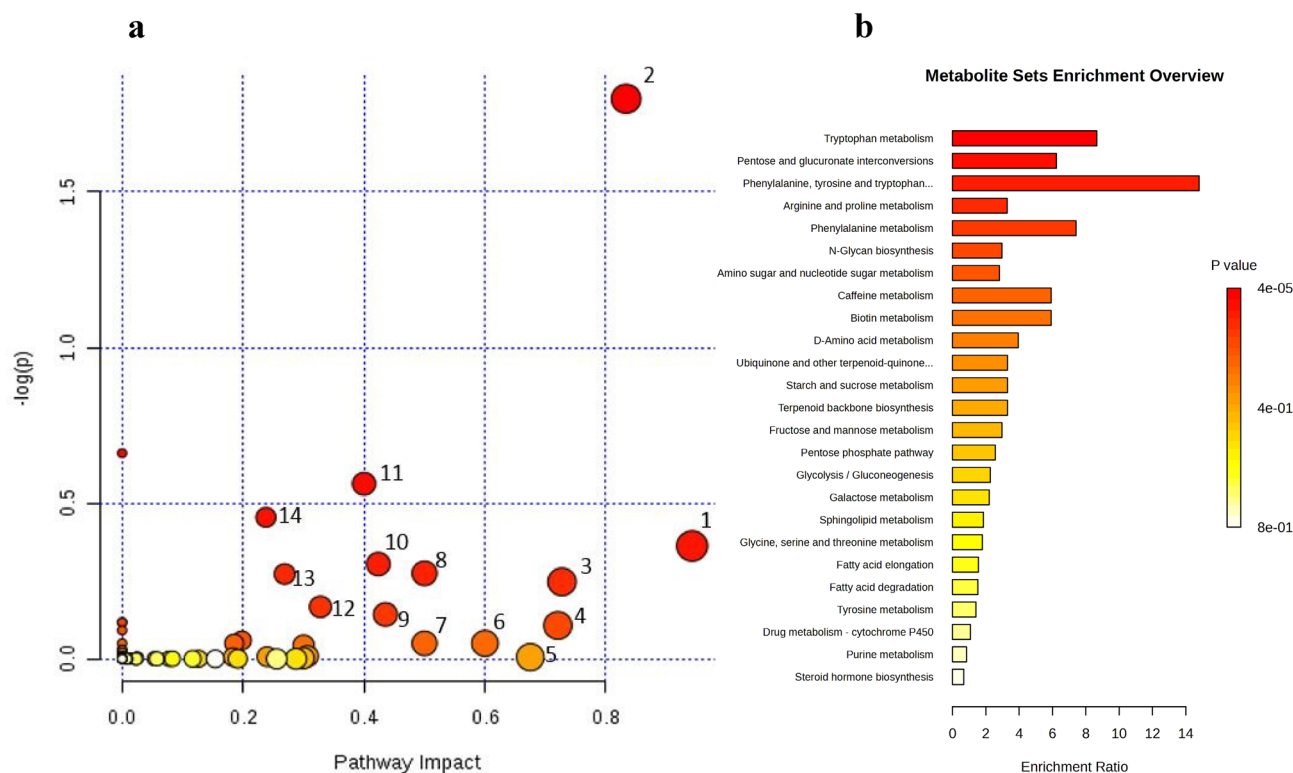 a
-log(p)
1.5
1.0
0.5
0.0
2
11
14
1
10
8
3
13
12
9
4
7
6
5
0.0 0.2 0.4 0.6 0.8
Pathway Impact
b
Metabolite Sets Enrichment Overview
Tryptophan metabolism
Pentose and glucuronate interconversions
Phenylalanine, tyrosine and tryptophan...
Arginine and proline metabolism
Phenylalanine metabolism
N-Glycan biosynthesis
Amino sugar and nucleotide sugar metabolism
Caffeine metabolism
Biotin metabolism
D-Amino acid metabolism
Ubiquinone and other terpenoid-quinone...
Starch and sucrose metabolism
Terpenoid backbone biosynthesis
Fructose and mannose metabolism
Pentose phosphate pathway
Glycolysis / Gluconeogenesis
Galactose metabolism
Sphingolipid metabolism
Glycine, serine and threonine metabolism
Fatty acid elongation
Fatty acid degradation
Tyrosine metabolism
Drug metabolism - cytochrome P450
Purine metabolism
Steroid hormone biosynthesis
0 2 4 6 8 10 12 14
Enrichment Ratio
P value
4e-05
4e-01
8e-01